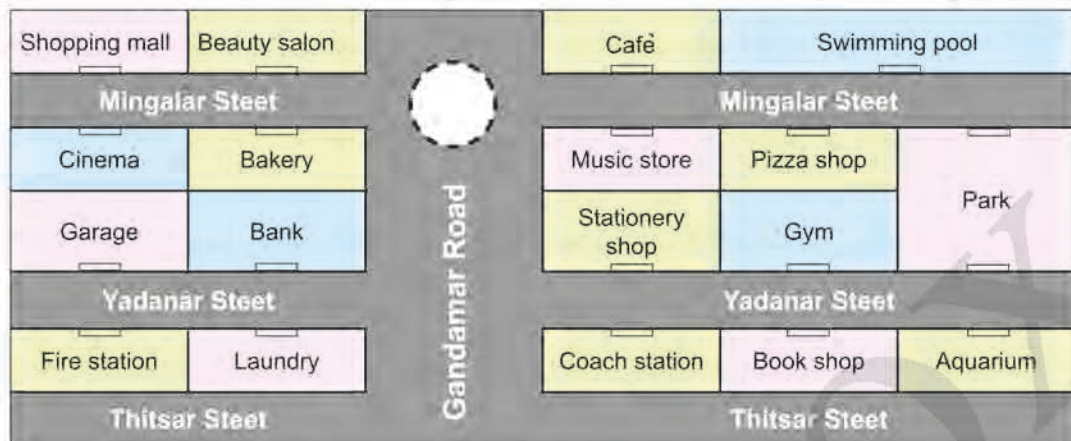 Shopping mall
Beauty salon
Cafè
Swimming pool
Mingalar Steet
Mingalar Steet
Cinema
Bakery
Music store
Pizza shop
Park
Garage
Bank
Stationery
shop
Gym
Gandamar Road
Yadanar Steet
Yadanar Steet
Fire station
Laundry
Coach station
Book shop
Aquarium
Thitsar Steet
Thitsar Steet